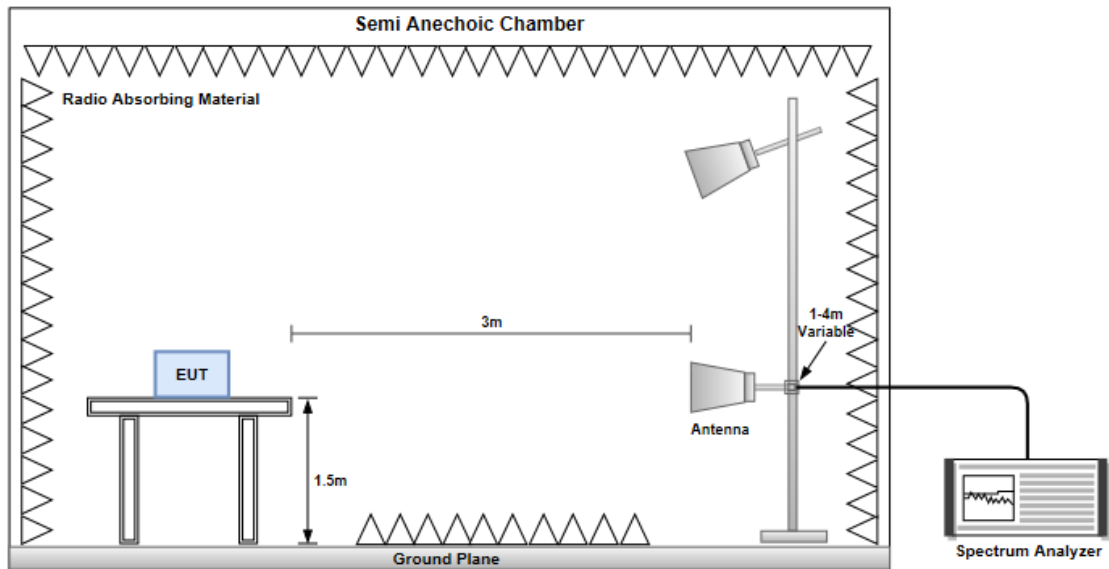 Semi Anechoic Chamber
Radio Absorbing Material
3m
1-4m
Variable
EUT
Antenna
1.5m
Ground Plane
Spectrum Analyzer